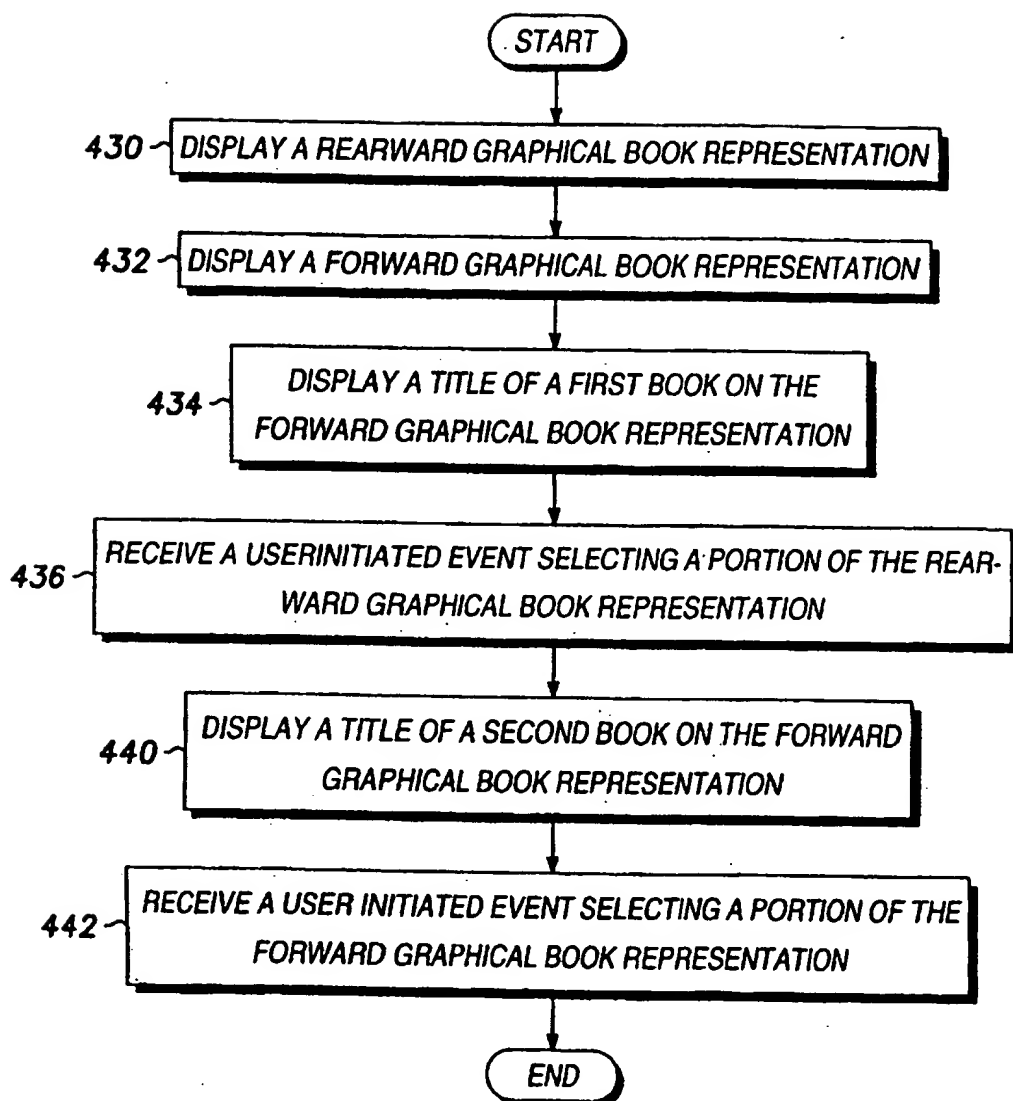 START
430 DISPLAY A REARWARD GRAPHICAL BOOK REPRESENTATION
432 DISPLAY A FORWARD GRAPHICAL BOOK REPRESENTATION
434 DISPLAY A TITLE OF A FIRST BOOK ON THE
FORWARD GRAPHICAL BOOK REPRESENTATION
436 RECEIVE A USERINITIATED EVENT SELECTING A PORTION OF THE REAR-
WARD GRAPHICAL BOOK REPRESENTATION
440 DISPLAY A TITLE OF A SECOND BOOK ON THE FORWARD
GRAPHICAL BOOK REPRESENTATION
442 RECEIVE A USER INITIATED EVENT SELECTING A PORTION OF THE
FORWARD GRAPHICAL BOOK REPRESENTATION
END